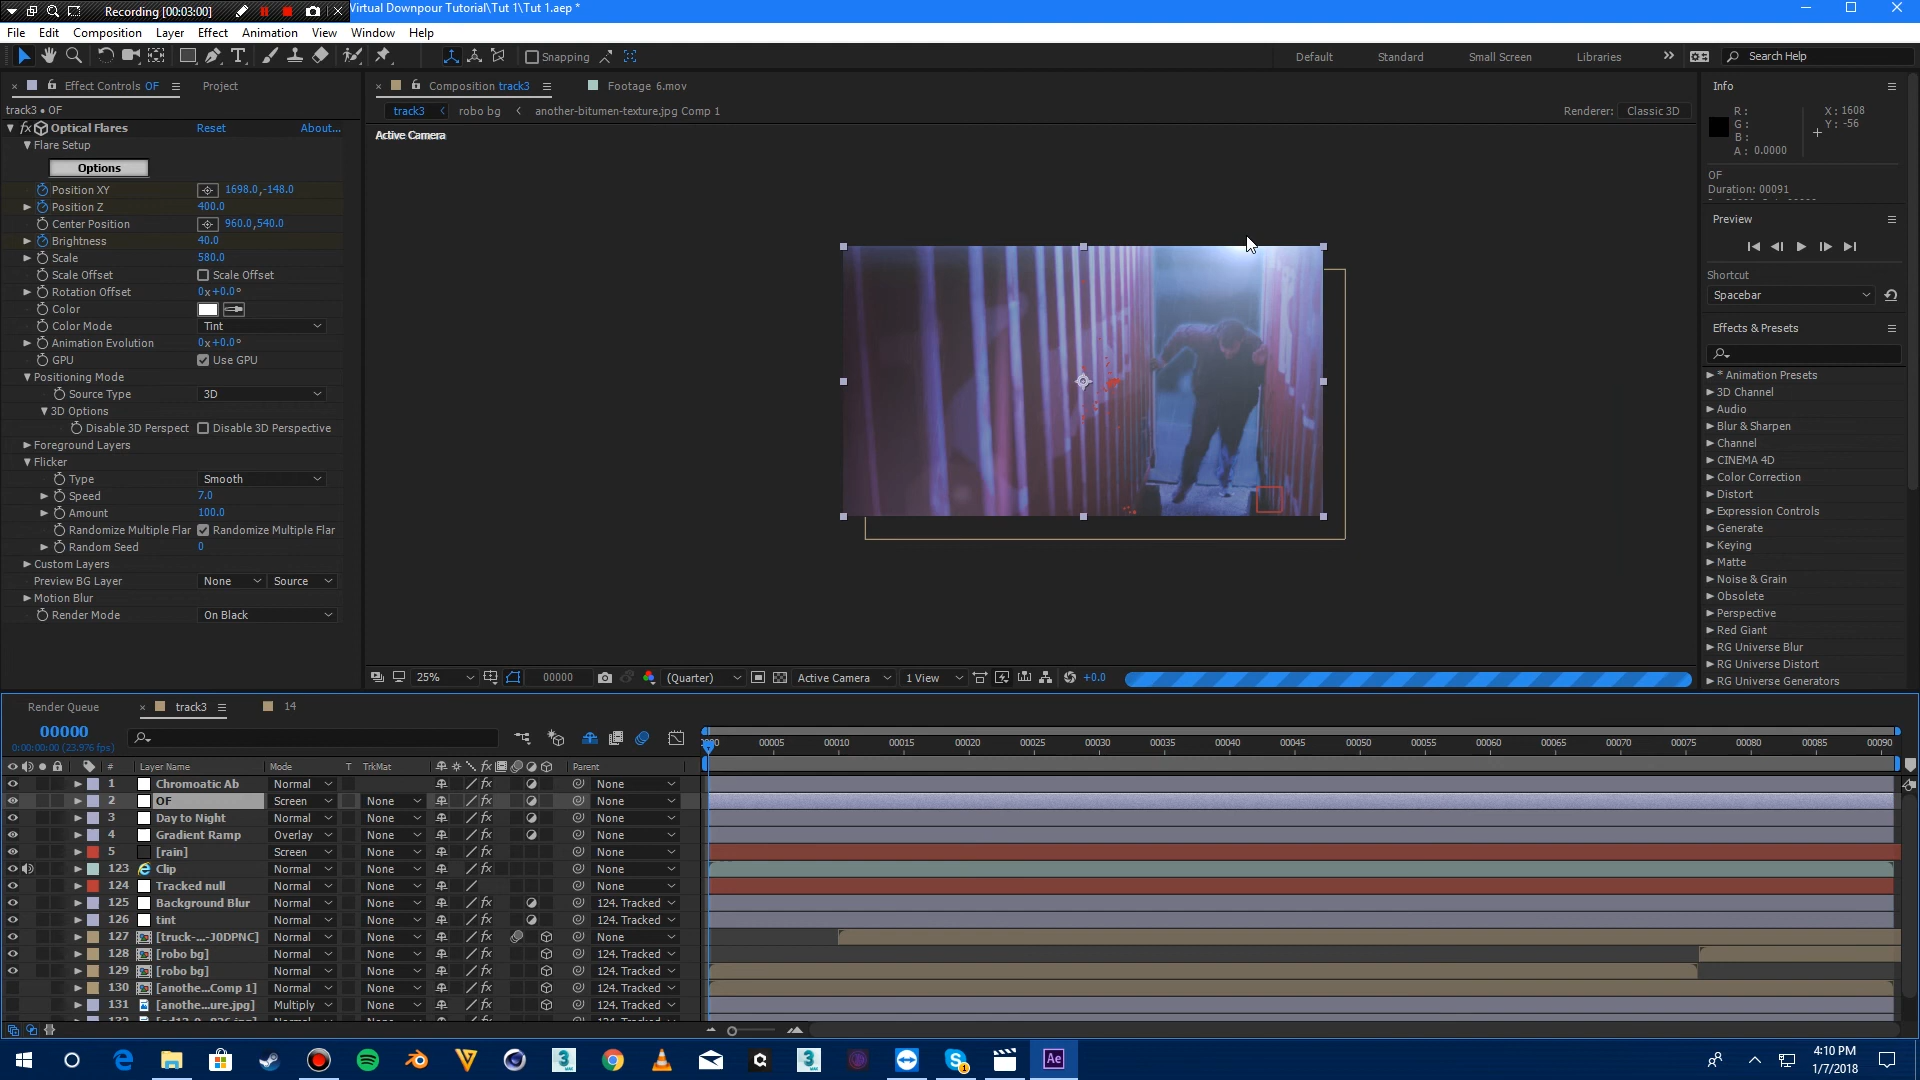 Recording [00:03:00]
Virtual Downpour Tutorial\Tut 1\Tut 1.aep *
File Edit Composition Layer Effect Animation View Window Help
Snapping
Default Standard Small Screen Libraries
Search Help
Effect Controls OF
Project
track3 • OF
fx Optical Flares Reset About...
Flare Setup
Options
Position XY 1698.0,-148.0
Position Z 400.0
Center Position 960.0,540.0
Brightness 40.0
Scale 580.0
Scale Offset Scale Offset
Rotation Offset 0x+0.0°
Color
Color Mode Tint
Animation Evolution 0x+0.0°
GPU Use GPU
Positioning Mode
Source Type 3D
3D Options
Disable 3D Perspect Disable 3D Perspective
Foreground Layers
Flicker
Type Smooth
Speed 7.0
Amount 100.0
Randomize Multiple Flar Randomize Multiple Flar
Random Seed 0
Custom Layers
Preview BG Layer None Source
Motion Blur
Render Mode On Black
Composition track3
Footage 6.mov
track3 robo bg another-bitumen-texture.jpg Comp 1
Renderer: Classic 3D
Active Camera
25% 00000 (Quarter) Active Camera 1 View +0.0
Info
R :
G :
B :
A : 0.0000
X : 1608
Y : -56
OF
Duration: 00091
Preview
Shortcut
Spacebar
Effects & Presets
* Animation Presets
3D Channel
Audio
Blur & Sharpen
Channel
CINEMA 4D
Color Correction
Distort
Expression Controls
Generate
Keying
Matte
Noise & Grain
Obsolete
Perspective
Red Giant
RG Universe Blur
RG Universe Distort
RG Universe Generators
Render Queue track3 14
00000
0:00:00:00 (23.976 fps)
00005 00010 00015 00020 00025 00030 00035 00040 00045 00050 00055 00060 00065 00070 00075 00080 00085 00090
# Layer Name Mode T TrkMat Parent
1 Chromoatic Ab Normal None
2 OF Screen None None
3 Day to Night Normal None None
4 Gradient Ramp Overlay None None
5 [rain] Screen None None
123 Clip Normal None None
124 Tracked null Normal None None
125 Background Blur Normal None 124. Tracked
126 tint Normal None 124. Tracked
127 [truck-...-J0DPNC] Normal None None
128 [robo bg] Normal None 124. Tracked
129 [robo bg] Normal None 124. Tracked
130 [anothe...Comp 1] Normal None 124. Tracked
131 [anothe...ure.jpg] Multiply None 124. Tracked
Ae
4:10 PM
1/7/2018